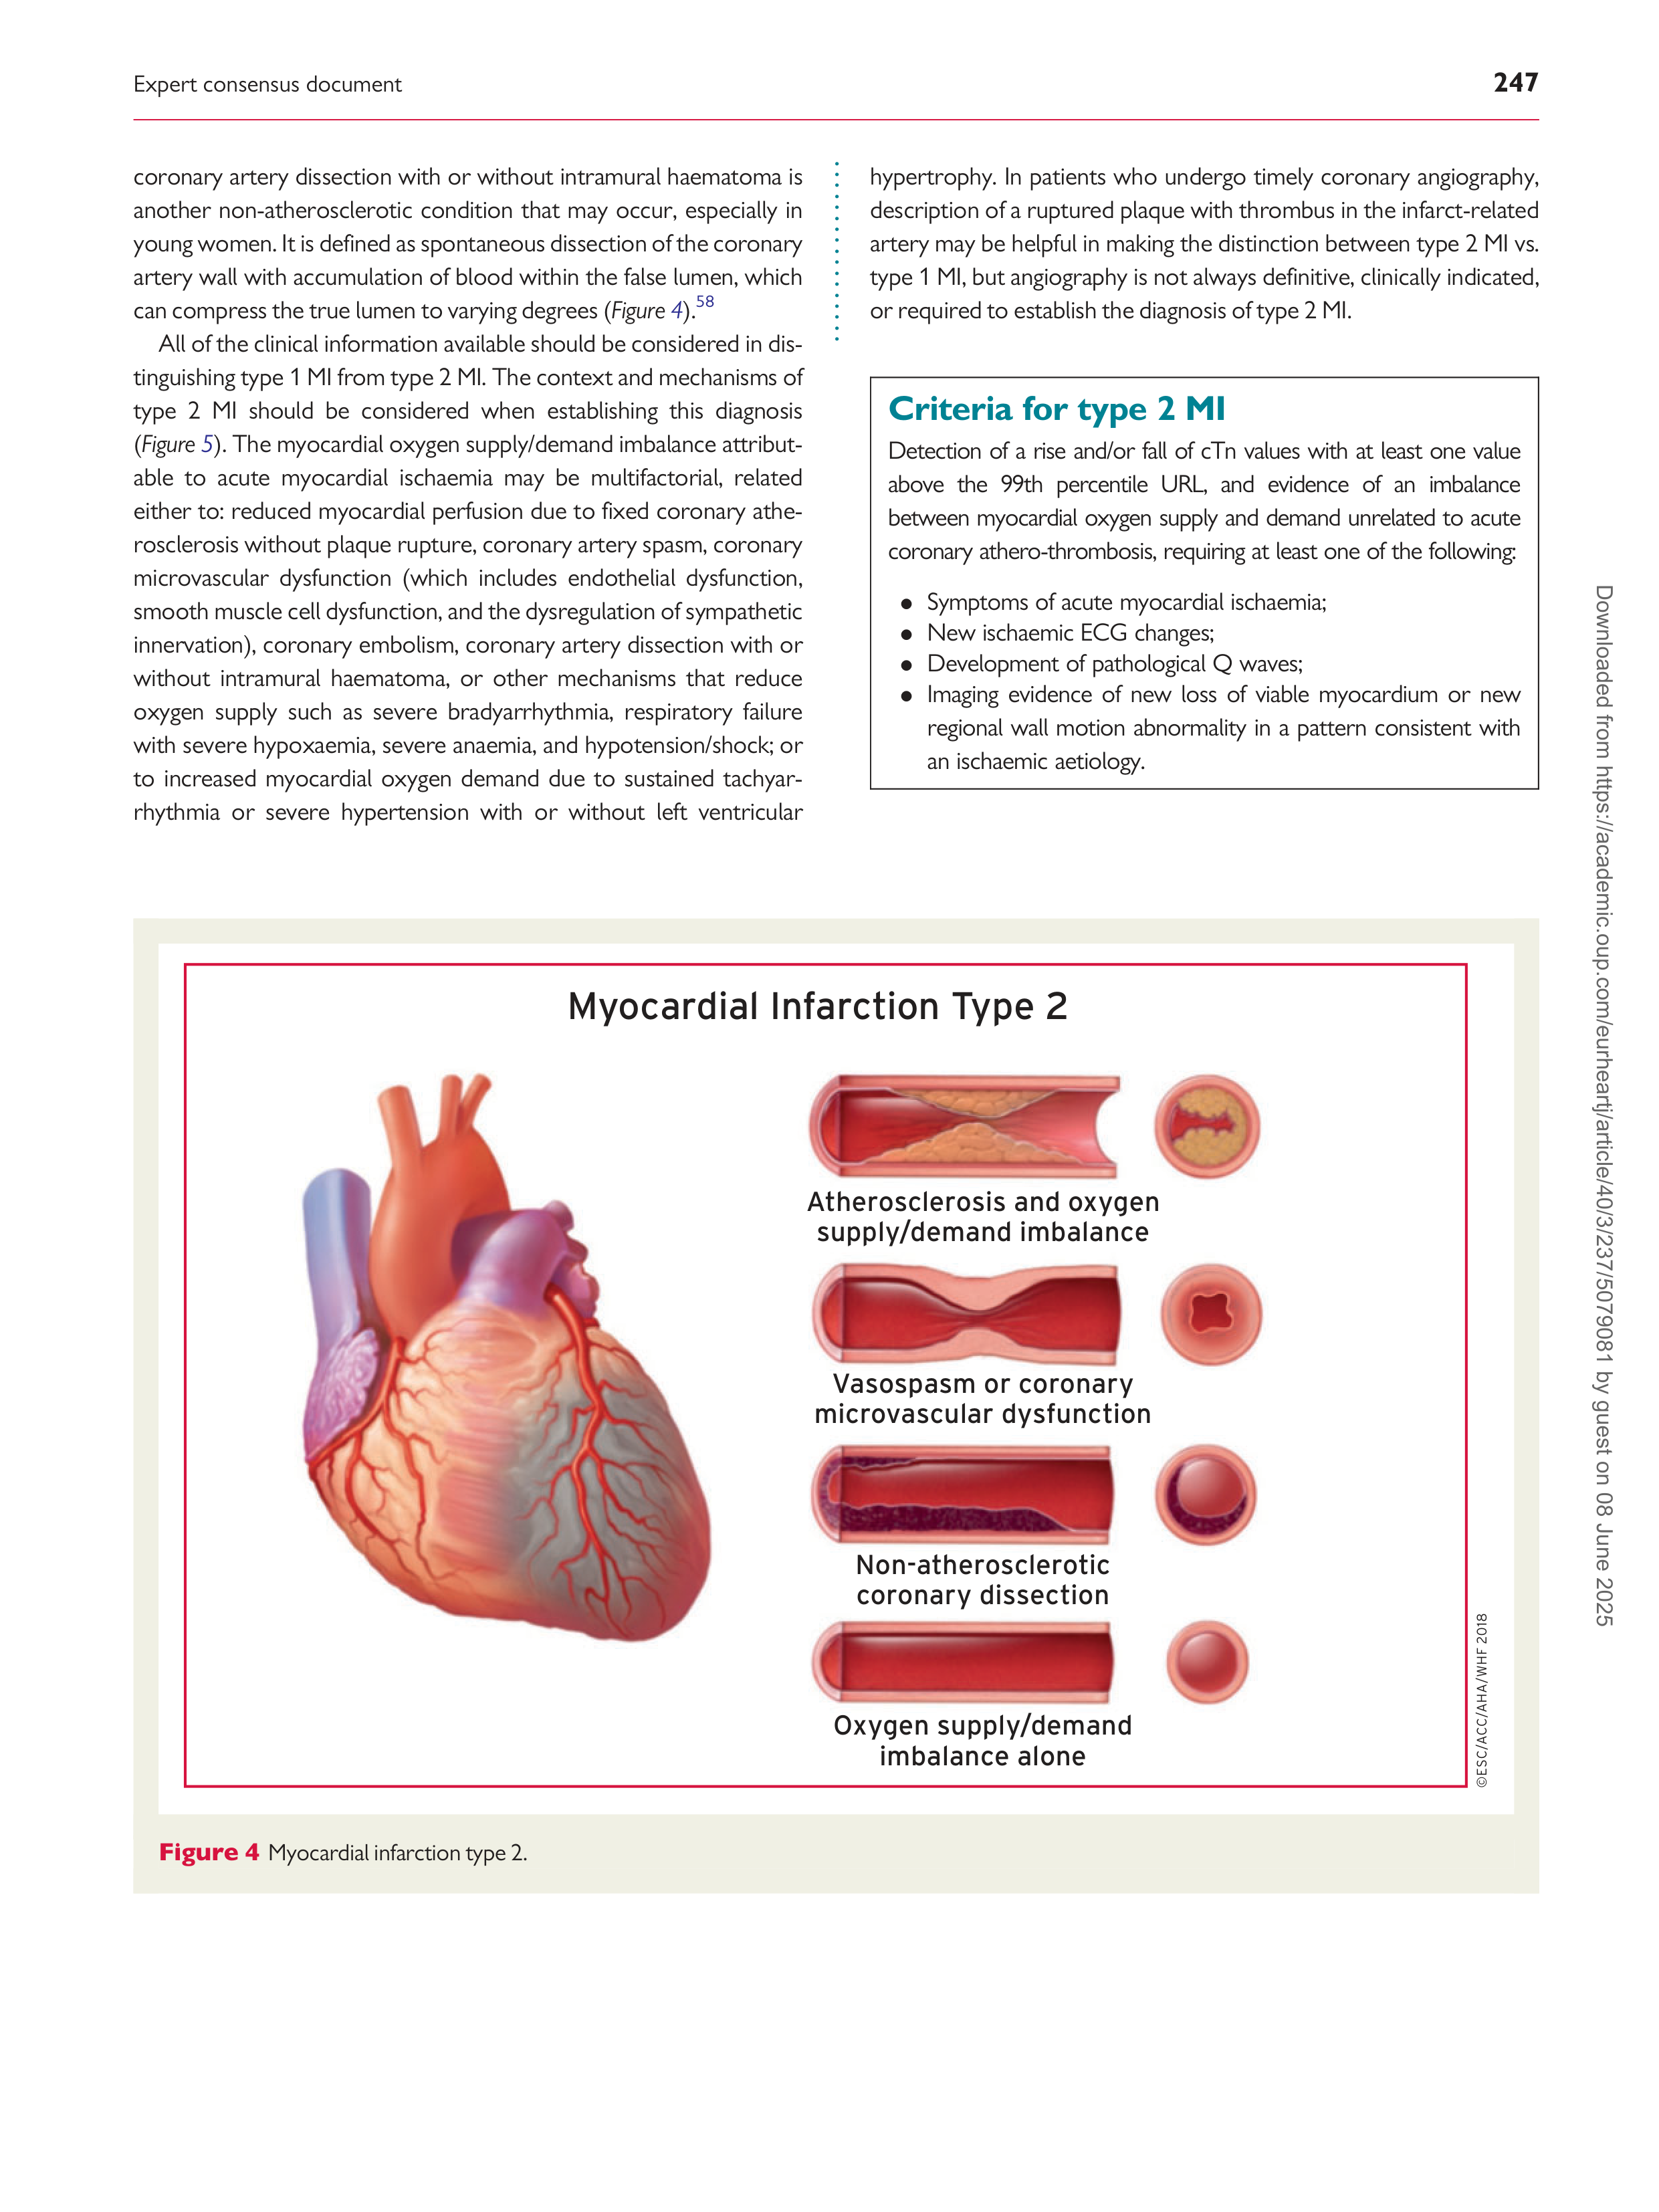 Expert consensus document
247
coronary artery dissection with or without intramural haematoma is
another non-atherosclerotic condition that may occur, especially in
young women. It is defined as spontaneous dissection of the coronary
artery wall with accumulation of blood within the false lumen, which
can compress the true lumen to varying degrees (Figure 4).58
All of the clinical information available should be considered in dis-
tinguishing type 1 MI from type 2 MI. The context and mechanisms of
type 2 MI should be considered when establishing this diagnosis
(Figure 5). The myocardial oxygen supply/demand imbalance attribut-
able to acute myocardial ischaemia may be multifactorial, related
either to: reduced myocardial perfusion due to fixed coronary athe-
rosclerosis without plaque rupture, coronary artery spasm, coronary
microvascular dysfunction (which includes endothelial dysfunction,
smooth muscle cell dysfunction, and the dysregulation of sympathetic
innervation), coronary embolism, coronary artery dissection with or
without intramural haematoma, or other mechanisms that reduce
oxygen supply such as severe bradyarrhythmia, respiratory failure
with severe hypoxaemia, severe anaemia, and hypotension/shock; or
to increased myocardial oxygen demand due to sustained tachyar-
rhythmia or severe hypertension with or without left ventricular
hypertrophy. In patients who undergo timely coronary angiography,
description of a ruptured plaque with thrombus in the infarct-related
artery may be helpful in making the distinction between type 2 MI vs.
type 1 MI, but angiography is not always definitive, clinically indicated,
or required to establish the diagnosis of type 2 MI.
Criteria for type 2 MI
Detection of a rise and/or fall of cTn values with at least one value
above the 99th percentile URL, and evidence of an imbalance
between myocardial oxygen supply and demand unrelated to acute
coronary athero-thrombosis, requiring at least one of the following:
• Symptoms of acute myocardial ischaemia;
• New ischaemic ECG changes;
• Development of pathological Q waves;
• Imaging evidence of new loss of viable myocardium or new
regional wall motion abnormality in a pattern consistent with
an ischaemic aetiology.
Myocardial Infarction Type 2
Atherosclerosis and oxygen
supply/demand imbalance
Vasospasm or coronary
microvascular dysfunction
Non-atherosclerotic
coronary dissection
Oxygen supply/demand
imbalance alone
©ESC/ACC/AHA/WHF 2018
Figure 4 Myocardial infarction type 2.
Downloaded from https://academic.oup.com/eurheartj/article/40/3/237/5079081 by guest on 08 June 2025